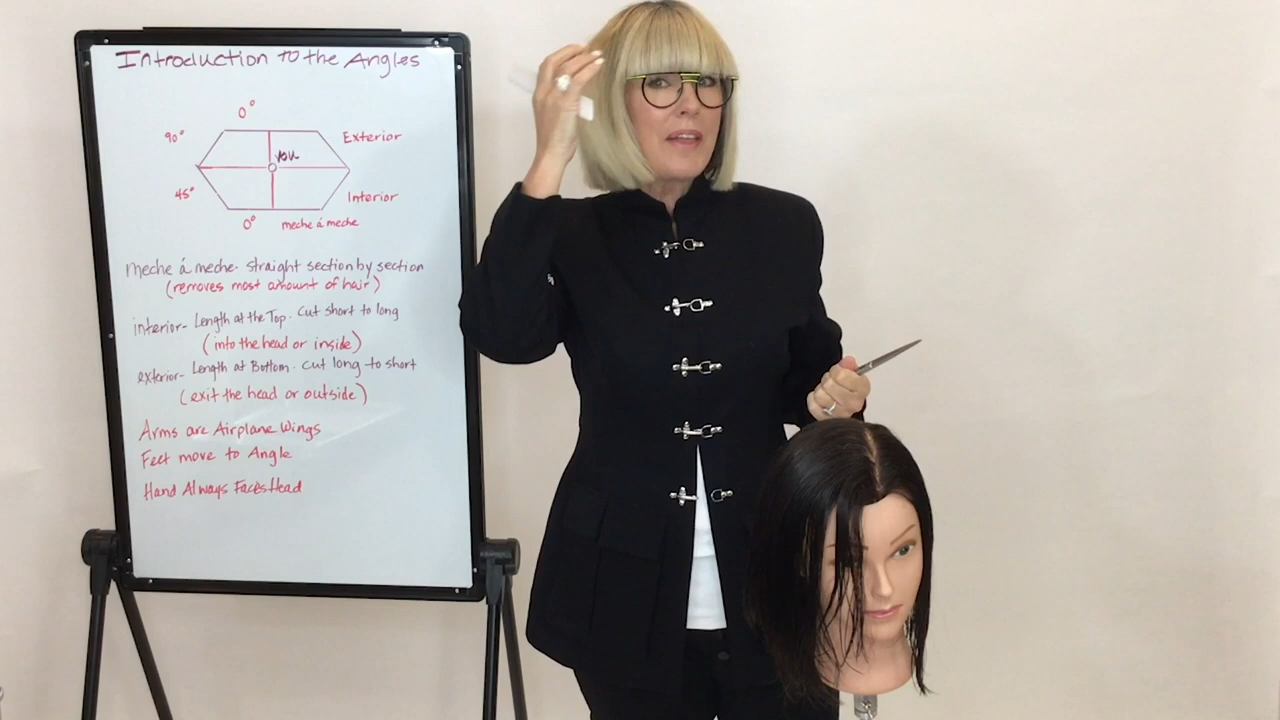 Introduction to the Angles
0°
90°
Exterior
you
45°
Interior
0°
meche á meche
meche á meche- straight section by section
(removes most amount of hair)
interior- Length at the Top. cut short to long
(into the head or inside)
exterior- Length at Bottom. cut long to short
(exit the head or outside)
Arms are Airplane Wings
Feet move to Angle
Hand Always Faces Head